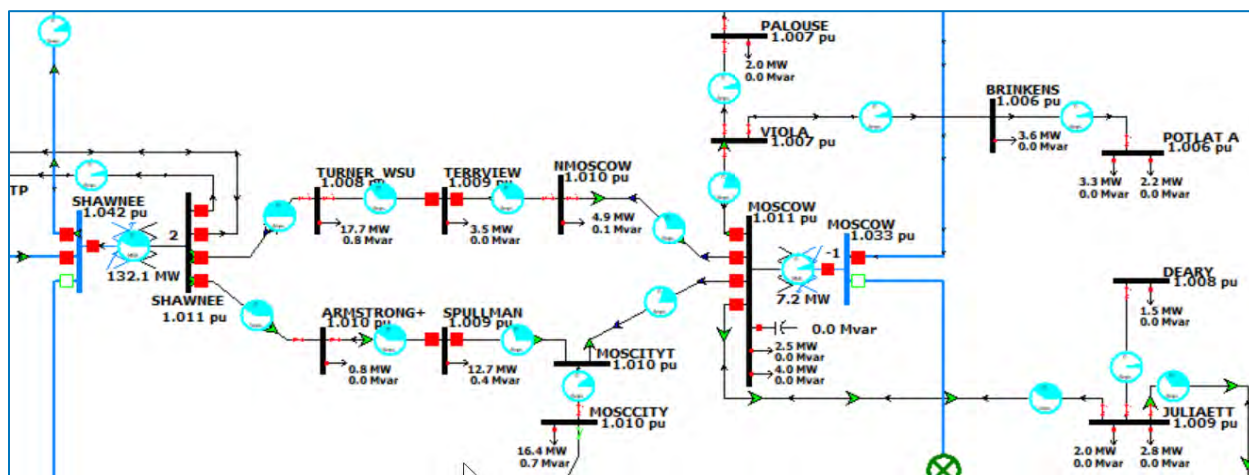 PALOUSE
1.007 pu
2.0 MW
0.0 Mvar
BRINKENS
1.006 pu
3.6 MW
0.0 Mvar
VIOLA
1.007 pu
POTLAT A
1.006 pu
3.3 MW
0.0 Mvar
2.2 MW
0.0 Mvar
TP
SHAWNEE
1.042 pu
2
132.1 MW
SHAWNEE
1.011 pu
TURNER_WSU
1.008 pu
17.7 MW
0.8 Mvar
TERRVIEW
1.009 pu
3.5 MW
0.0 Mvar
NMOSCOW
1.010 pu
4.9 MW
0.1 Mvar
MOSCOW
1.011 pu
MOSCOW
1.033 pu
-1
7.2 MW
0.0 Mvar
2.5 MW
0.0 Mvar
4.0 MW
0.0 Mvar
DEARY
1.008 pu
1.5 MW
0.0 Mvar
ARMSTRONG+
1.010 pu
0.8 MW
0.0 Mvar
SPULLMAN
1.009 pu
12.7 MW
0.4 Mvar
MOSCITYT
1.010 pu
MOSCCITY
1.010 pu
16.4 MW
0.7 Mvar
JULIAETT
1.009 pu
2.0 MW
0.0 Mvar
2.8 MW
0.0 Mvar